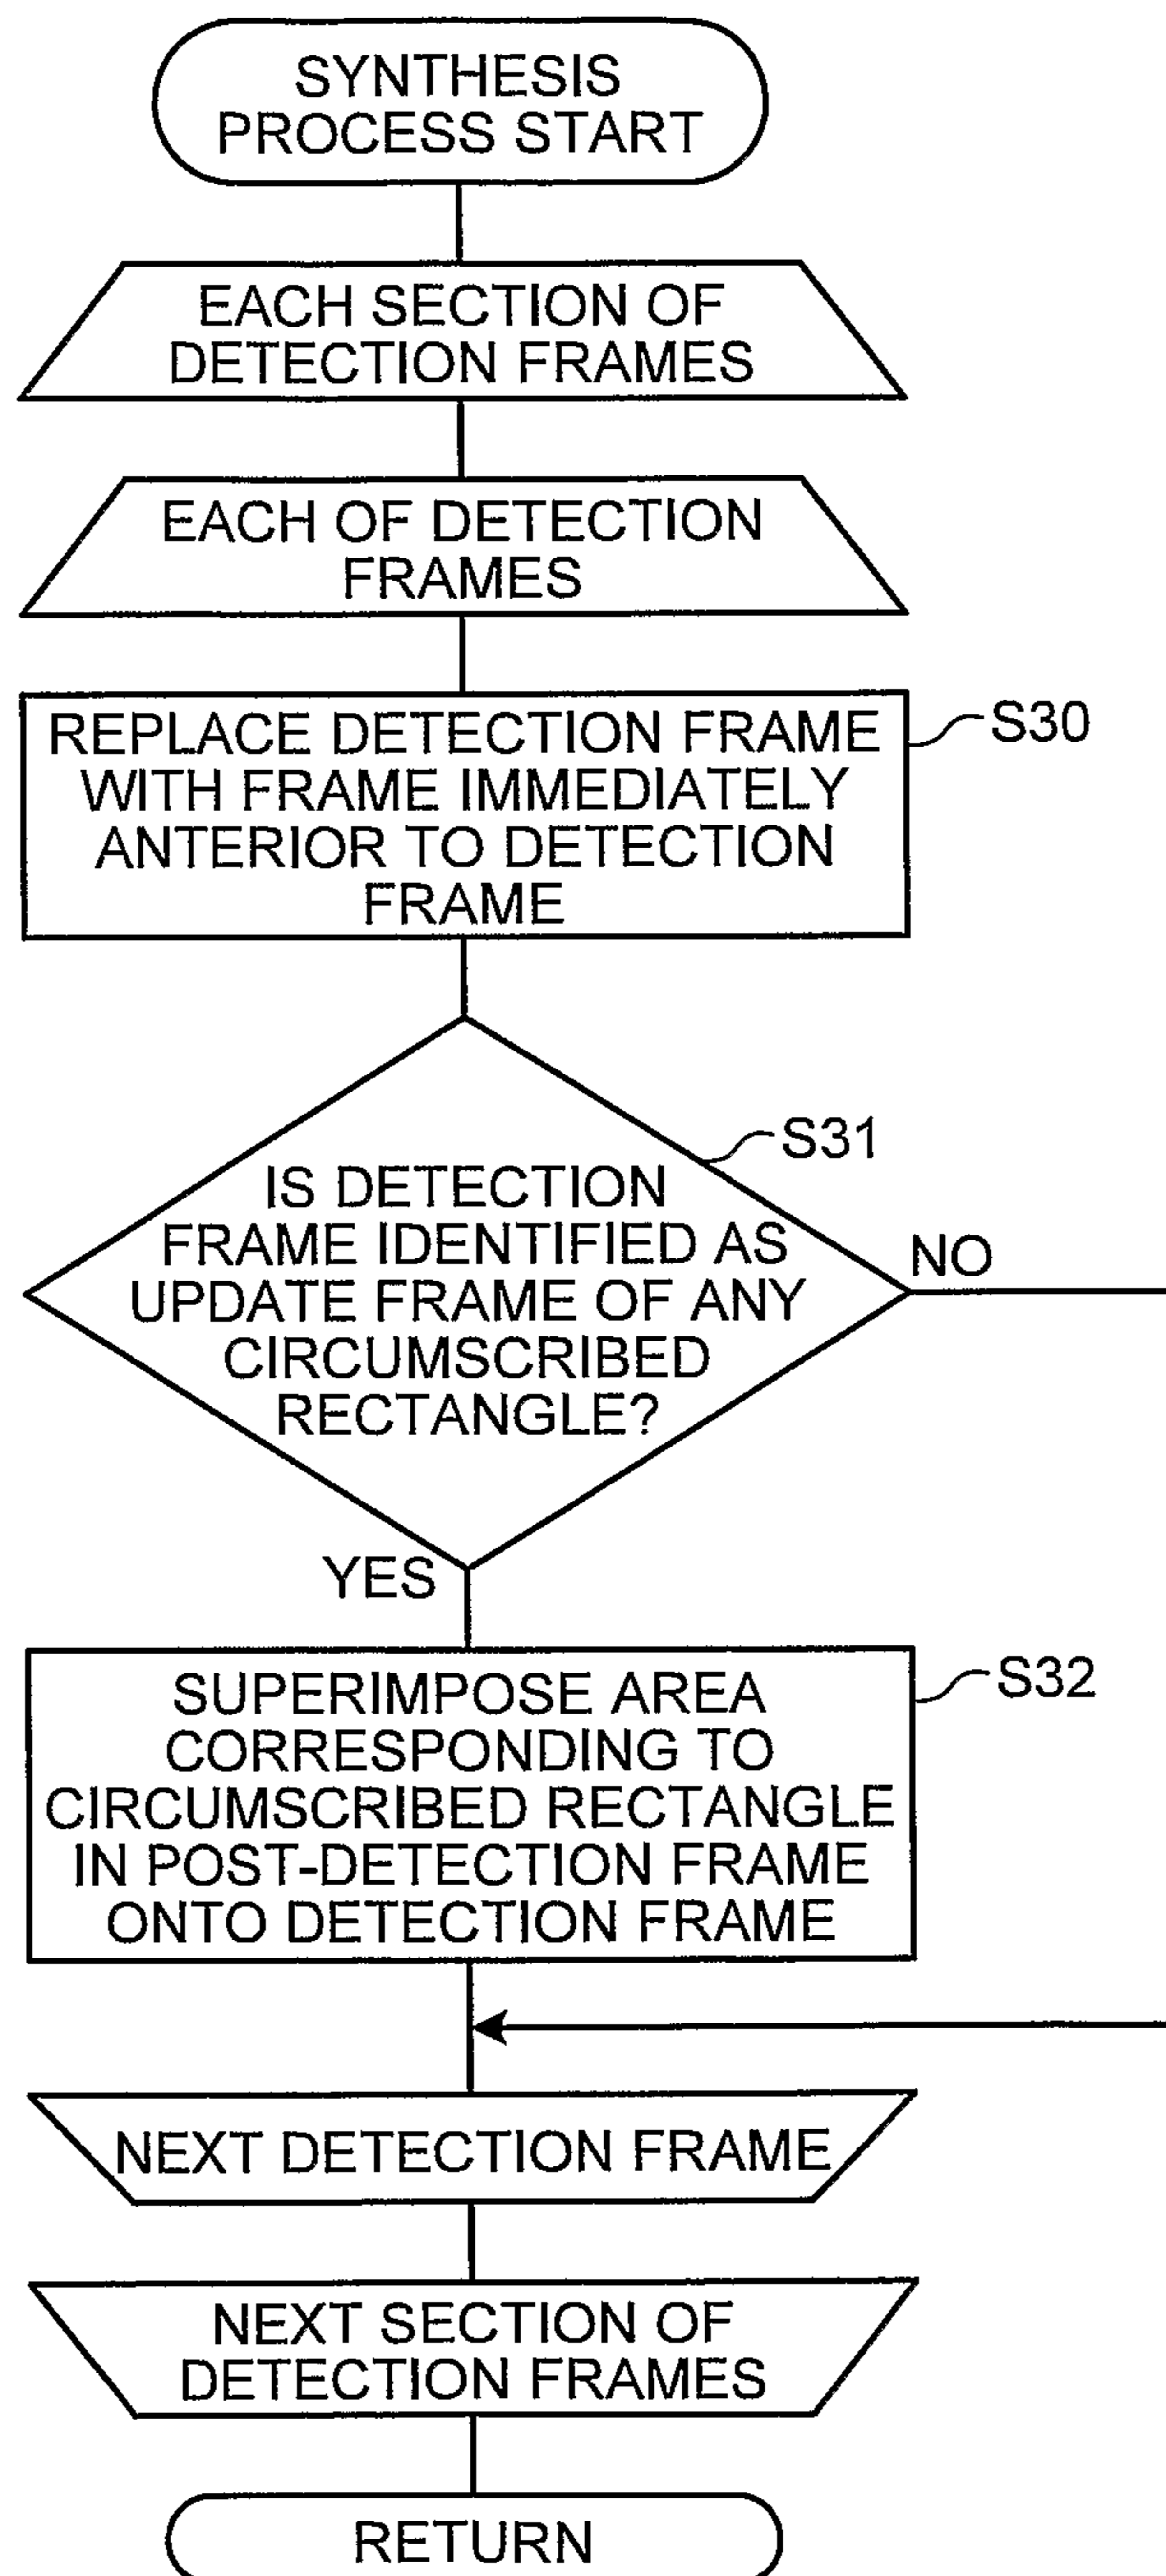 SYNTHESIS
PROCESS START
EACH SECTION OF
DETECTION FRAMES
EACH OF DETECTION
FRAMES
REPLACE DETECTION FRAME
WITH FRAME IMMEDIATELY
ANTERIOR TO DETECTION
FRAME
S30
S31
IS DETECTION
FRAME IDENTIFIED AS
UPDATE FRAME OF ANY
CIRCUMSCRIBED
RECTANGLE?
NO
YES
SUPERIMPOSE AREA
CORRESPONDING TO
CIRCUMSCRIBED RECTANGLE
IN POST-DETECTION FRAME
ONTO DETECTION FRAME
S32
NEXT DETECTION FRAME
NEXT SECTION OF
DETECTION FRAMES
RETURN